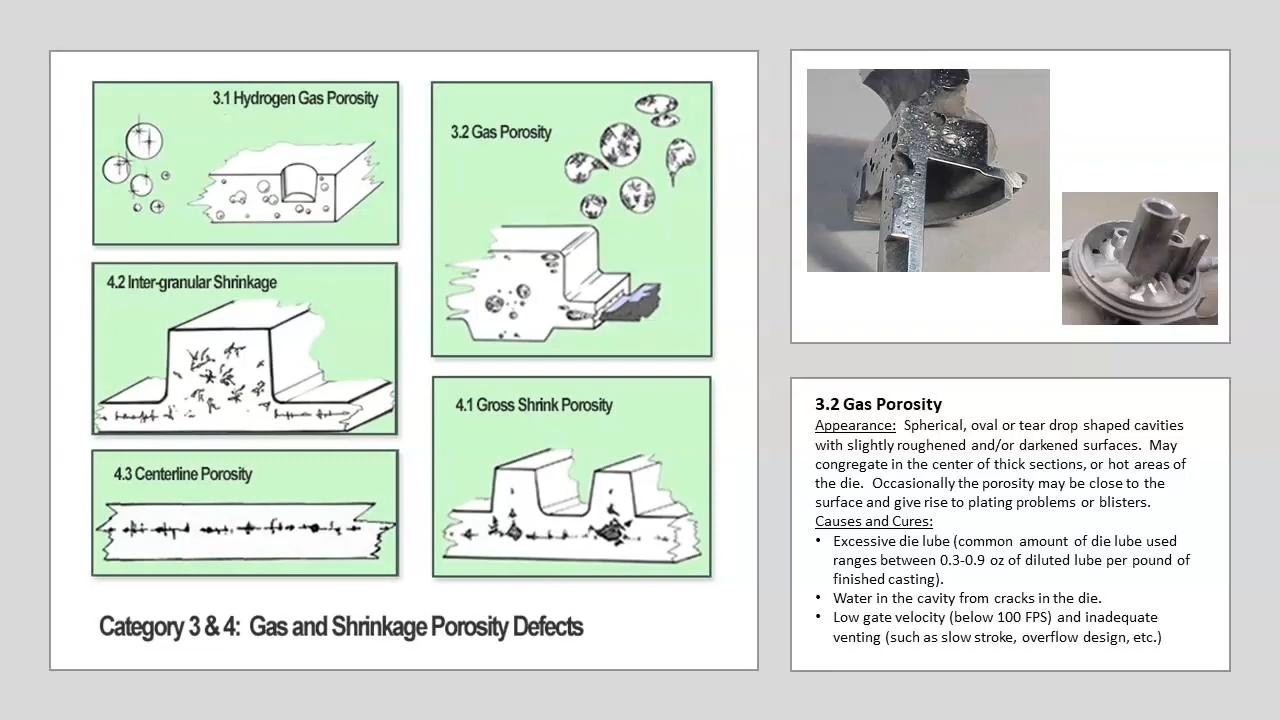 3.1 Hydrogen Gas Porosity
3.2 Gas Porosity
4.2 Inter-granular Shrinkage
4.1 Gross Shrink Porosity
4.3 Centerline Porosity
Category 3 & 4:  Gas and Shrinkage Porosity Defects
3.2 Gas Porosity
Appearance:  Spherical, oval or tear drop shaped cavities
with slightly roughened and/or darkened surfaces.  May
congregate in the center of thick sections, or hot areas of
the die.  Occasionally the porosity may be close to the
surface and give rise to plating problems or blisters.
Causes and Cures:
• Excessive die lube (common amount of die lube used
ranges between 0.3-0.9 oz of diluted lube per pound of
finished casting).
• Water in the cavity from cracks in the die.
• Low gate velocity (below 100 FPS) and inadequate
venting (such as slow stroke, overflow design, etc.)